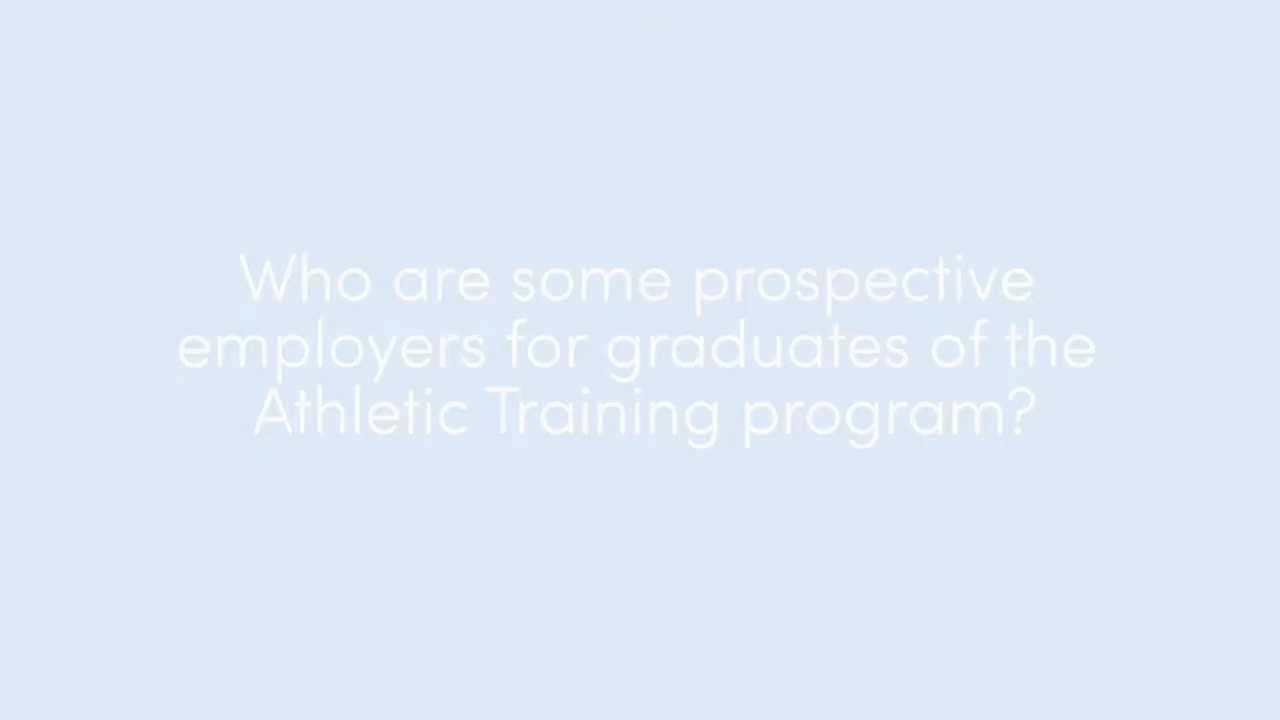 Who are some prospective
employers for graduates of the
Athletic Training program?